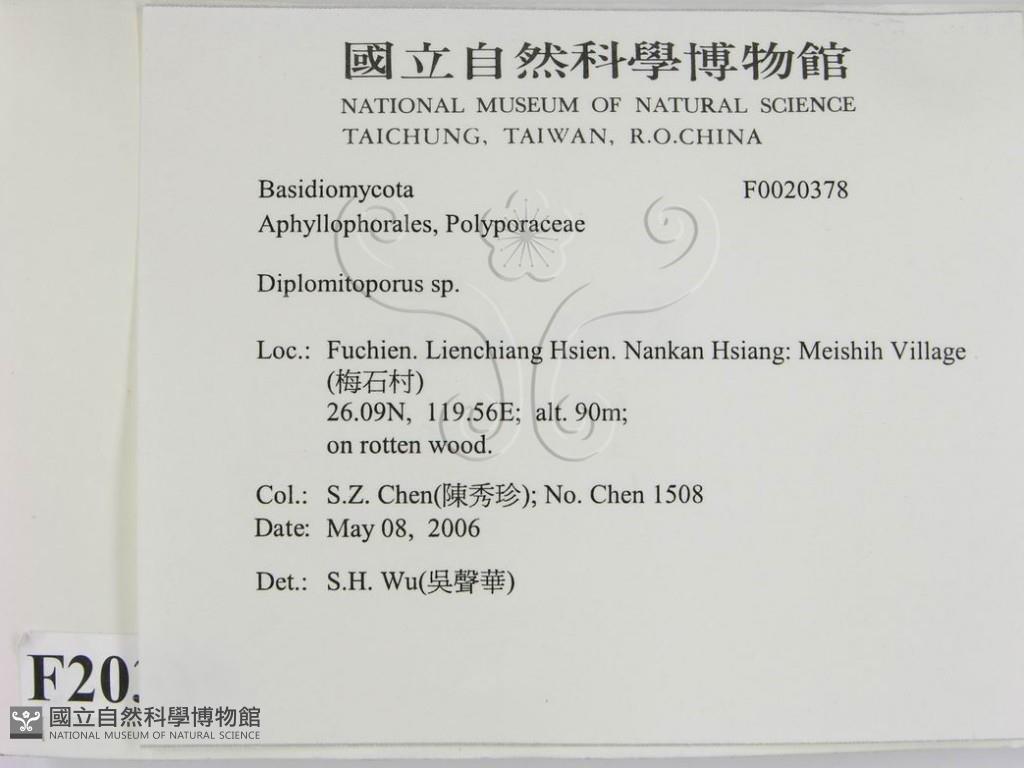 國立自然科學博物館
NATIONAL MUSEUM OF NATURAL SCIENCE
TAICHUNG, TAIWAN, R.O.CHINA
Basidiomycota F0020378
Aphyllophorales, Polyporaceae
Diplomitoporus sp.
Loc.: Fuchien. Lienchiang Hsien. Nankan Hsiang: Meishih Village
(梅石村)
26.09N, 119.56E; alt. 90m;
on rotten wood.
Col.: S.Z. Chen(陳秀珍); No. Chen 1508
Date: May 08, 2006
Det.: S.H. Wu(吳聲華)
F203
國立自然科學博物館
NATIONAL MUSEUM OF NATURAL SCIENCE